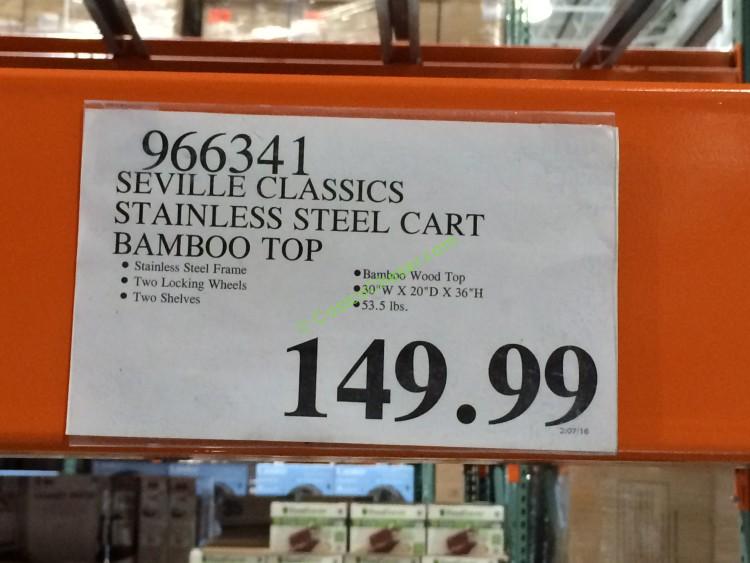 966341
SEVILLE CLASSICS
STAINLESS STEEL CART
BAMBOO TOP
• Stainless Steel Frame
• Two Locking Wheels
• Two Shelves
• Bamboo Wood Top
• 30"W X 20"D X 36"H
• 53.5 lbs.
149.99
2/07/16